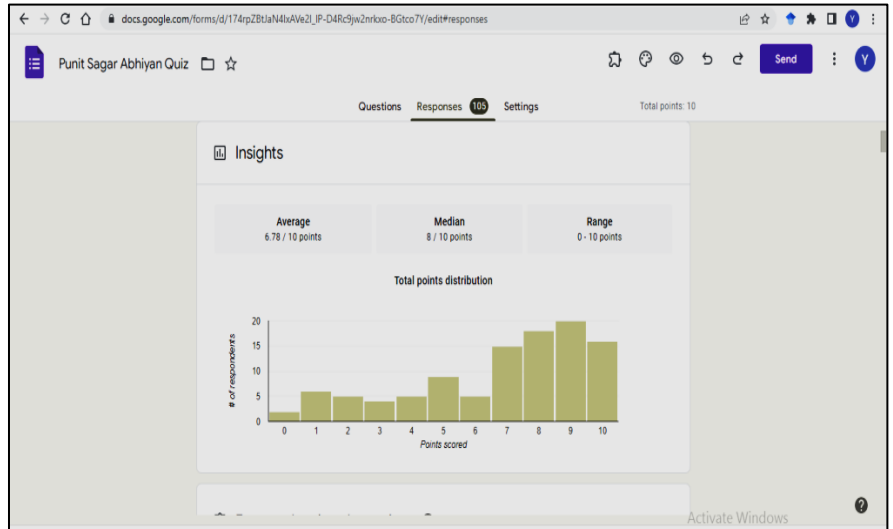 docs.google.com/forms/d/174rpZBtJaN4IxAVe2I_IP-D4Rc9jw2nrkxo-BGtco7Y/edit#responses
Y
Punit Sagar Abhiyan Quiz
Send
Y
Questions Responses 105 Settings
Total points: 10
Insights
Average
6.78 / 10 points
Median
8 / 10 points
Range
0 - 10 points
Total points distribution
# of respondents
20
15
10
5
0
0 1 2 3 4 5 6 7 8 9 10
Points scored
Activate Windows